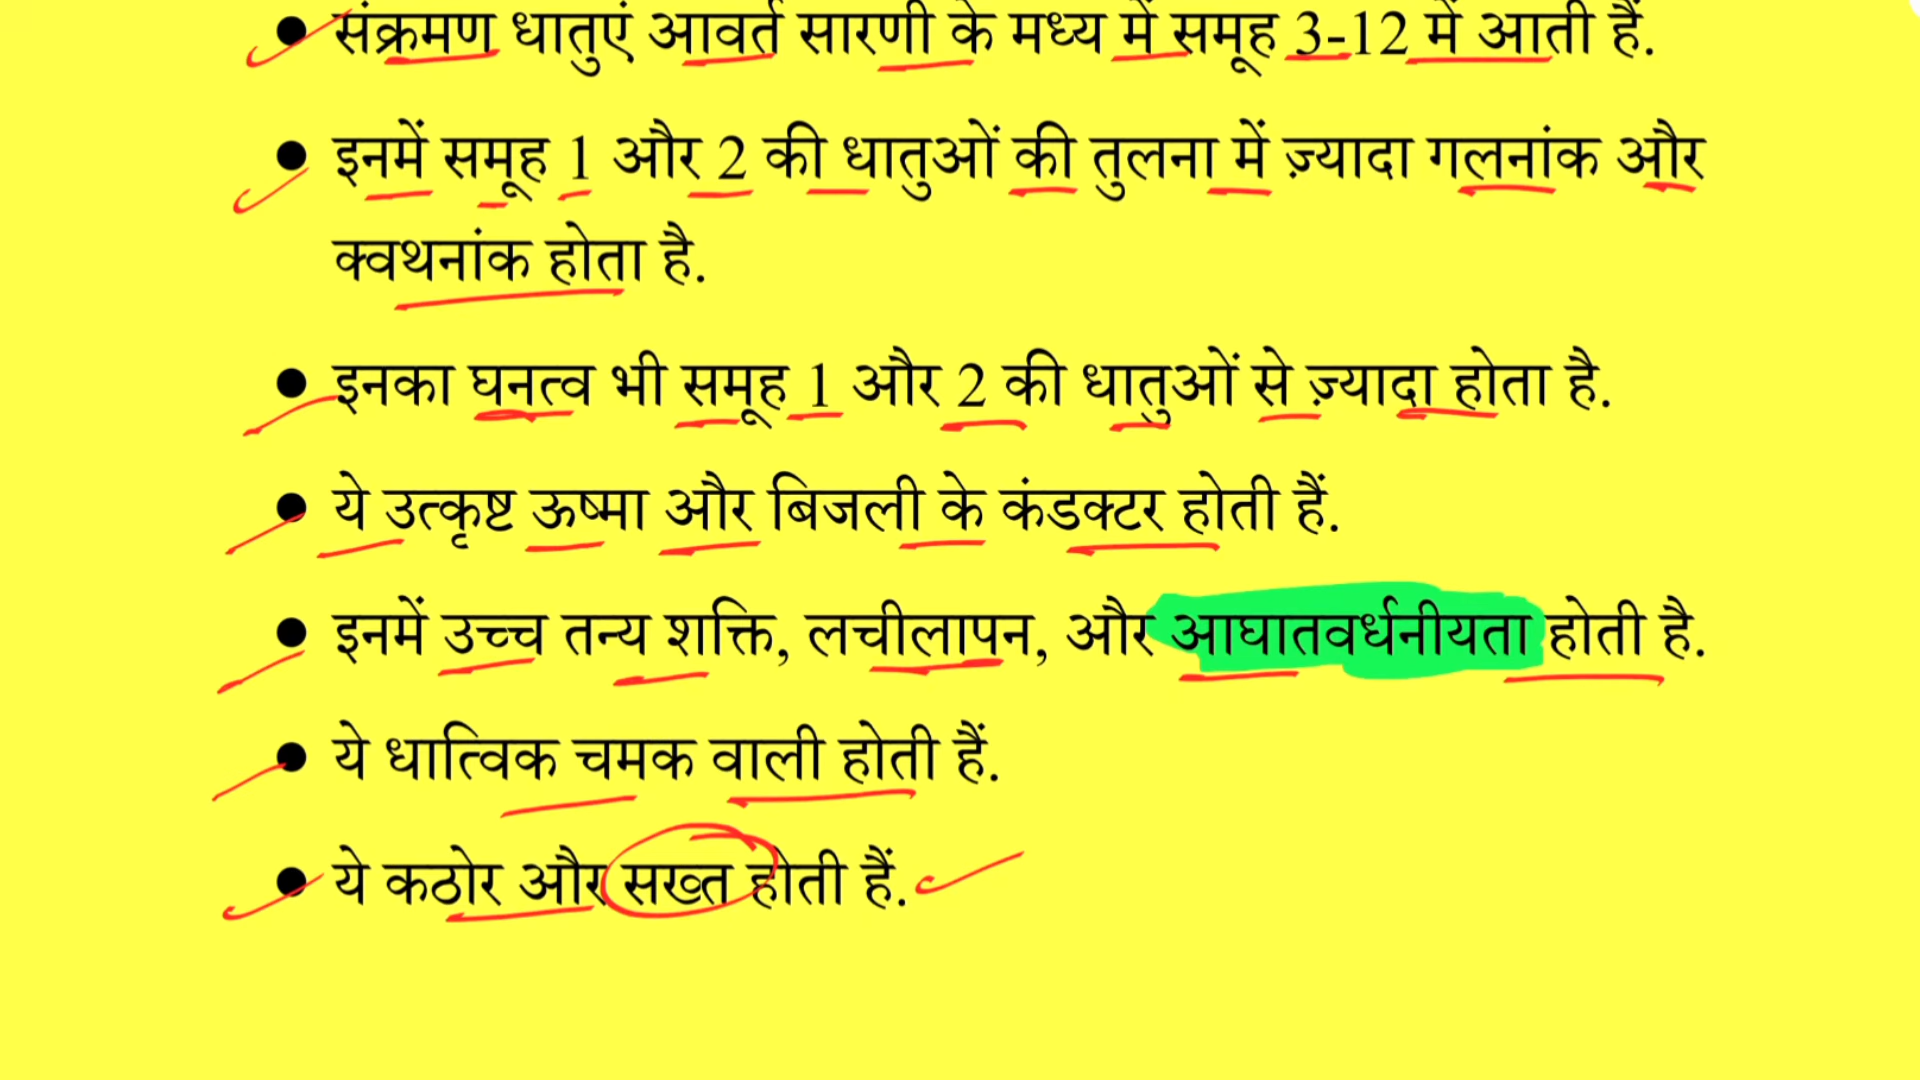 ● संक्रमण धातुएं आवर्त सारणी के मध्य में समूह 3-12 में आती हैं.
● इनमें समूह 1 और 2 की धातुओं की तुलना में ज़्यादा गलनांक और
क्वथनांक होता है.
● इनका घनत्व भी समूह 1 और 2 की धातुओं से ज़्यादा होता है.
● ये उत्कृष्ट ऊष्मा और बिजली के कंडक्टर होती हैं.
● इनमें उच्च तन्य शक्ति, लचीलापन, और आघातवर्धनीयता होती है.
● ये धात्विक चमक वाली होती हैं.
● ये कठोर और सख्त होती हैं.